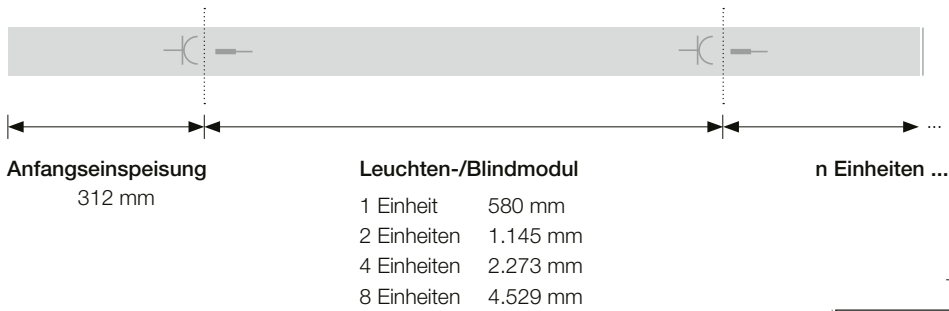 ...
Anfangseinspeisung
312 mm
Leuchten-/Blindmodul
1 Einheit 580 mm
2 Einheiten 1.145 mm
4 Einheiten 2.273 mm
8 Einheiten 4.529 mm
n Einheiten ...